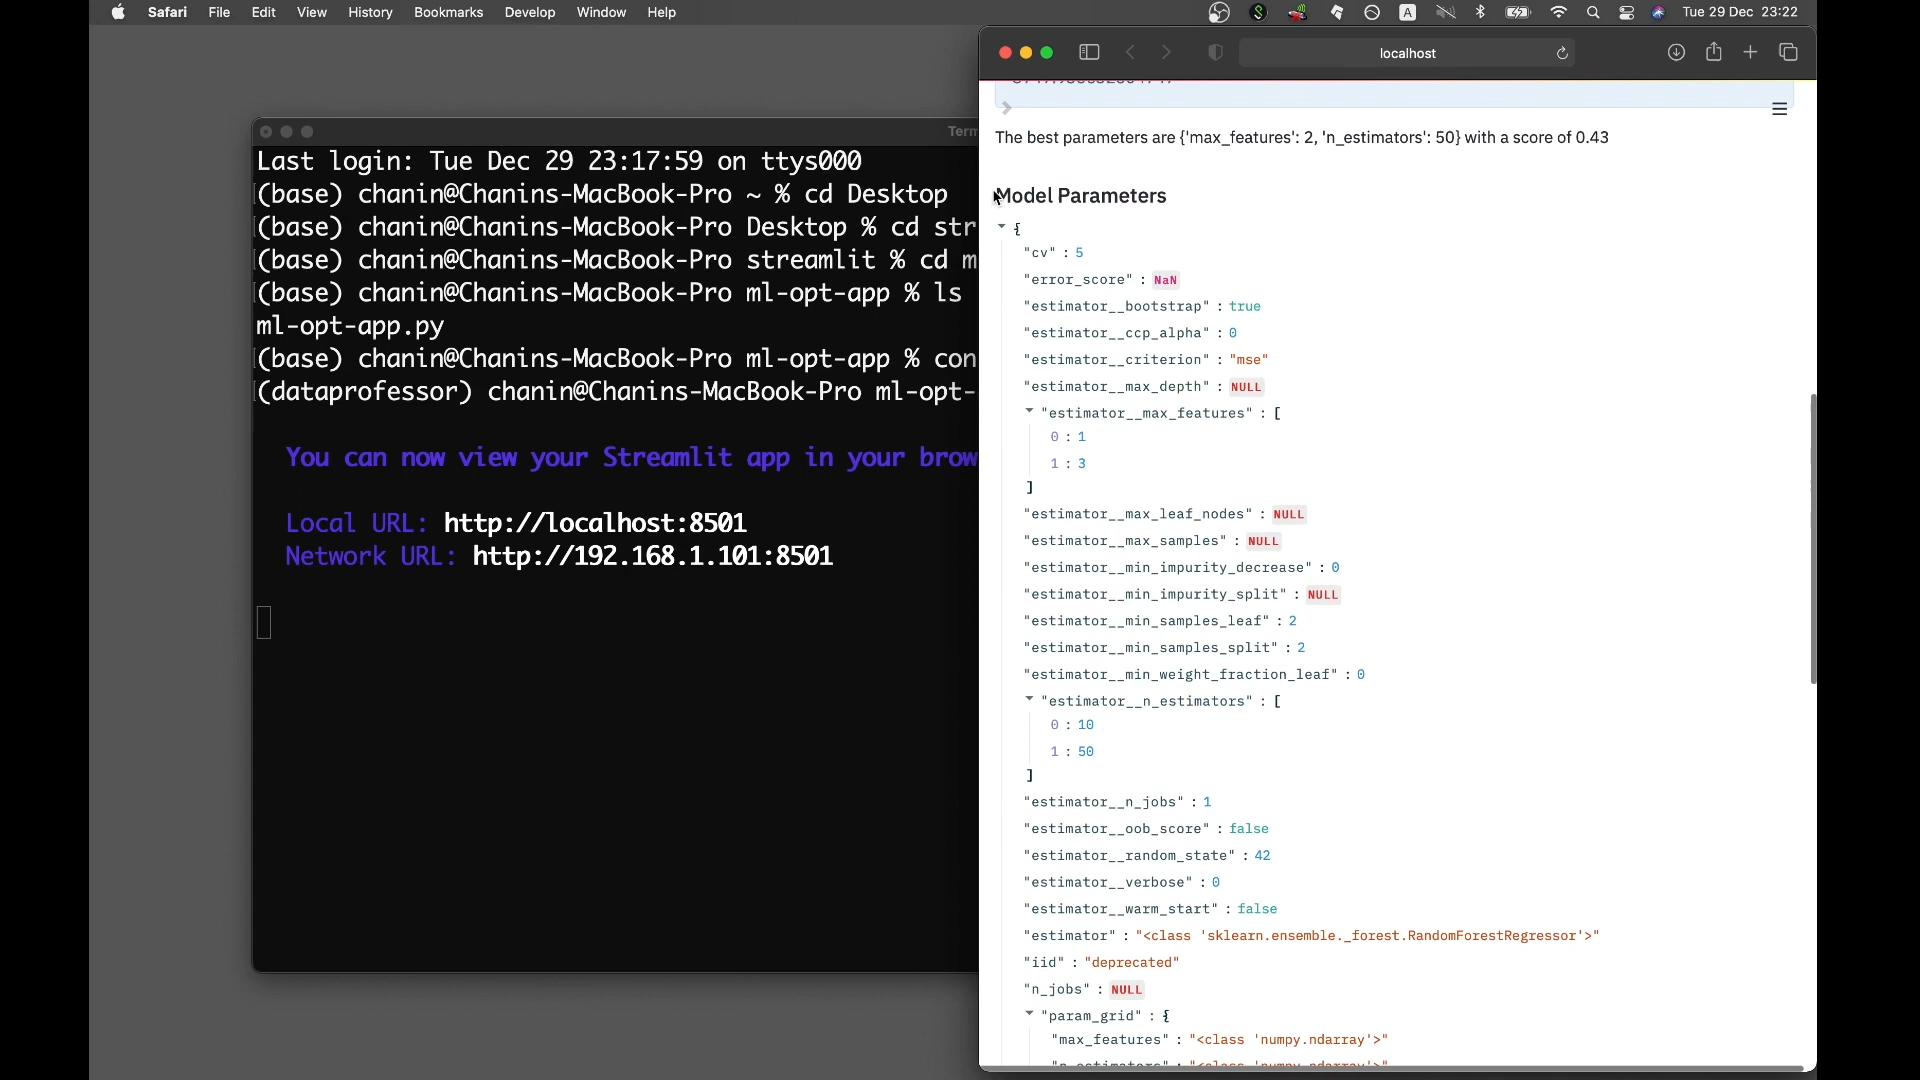 Safari File Edit View History Bookmarks Develop Window Help
A
Tue 29 Dec 23:22
Last login: Tue Dec 29 23:17:59 on ttys000
(base) chanin@Chanins-MacBook-Pro ~ % cd Desktop
(base) chanin@Chanins-MacBook-Pro Desktop % cd str
(base) chanin@Chanins-MacBook-Pro streamlit % cd m
(base) chanin@Chanins-MacBook-Pro ml-opt-app % ls
ml-opt-app.py
(base) chanin@Chanins-MacBook-Pro ml-opt-app % con
(dataprofessor) chanin@Chanins-MacBook-Pro ml-opt-
You can now view your Streamlit app in your brow
Local URL: http://localhost:8501
Network URL: http://192.168.1.101:8501
Term
localhost
The best parameters are {'max_features': 2, 'n_estimators': 50} with a score of 0.43
Model Parameters
{
"cv" : 5
"error_score" : NaN
"estimator__bootstrap" : true
"estimator__ccp_alpha" : 0
"estimator__criterion" : "mse"
"estimator__max_depth" : NULL
"estimator__max_features" : [
0 : 1
1 : 3
]
"estimator__max_leaf_nodes" : NULL
"estimator__max_samples" : NULL
"estimator__min_impurity_decrease" : 0
"estimator__min_impurity_split" : NULL
"estimator__min_samples_leaf" : 2
"estimator__min_samples_split" : 2
"estimator__min_weight_fraction_leaf" : 0
"estimator__n_estimators" : [
0 : 10
1 : 50
]
"estimator__n_jobs" : 1
"estimator__oob_score" : false
"estimator__random_state" : 42
"estimator__verbose" : 0
"estimator__warm_start" : false
"estimator" : "<class 'sklearn.ensemble._forest.RandomForestRegressor'>"
"iid" : "deprecated"
"n_jobs" : NULL
"param_grid" : {
"max_features" : "<class 'numpy.ndarray'>"
"n_estimators" : "<class 'numpy.ndarray'>"